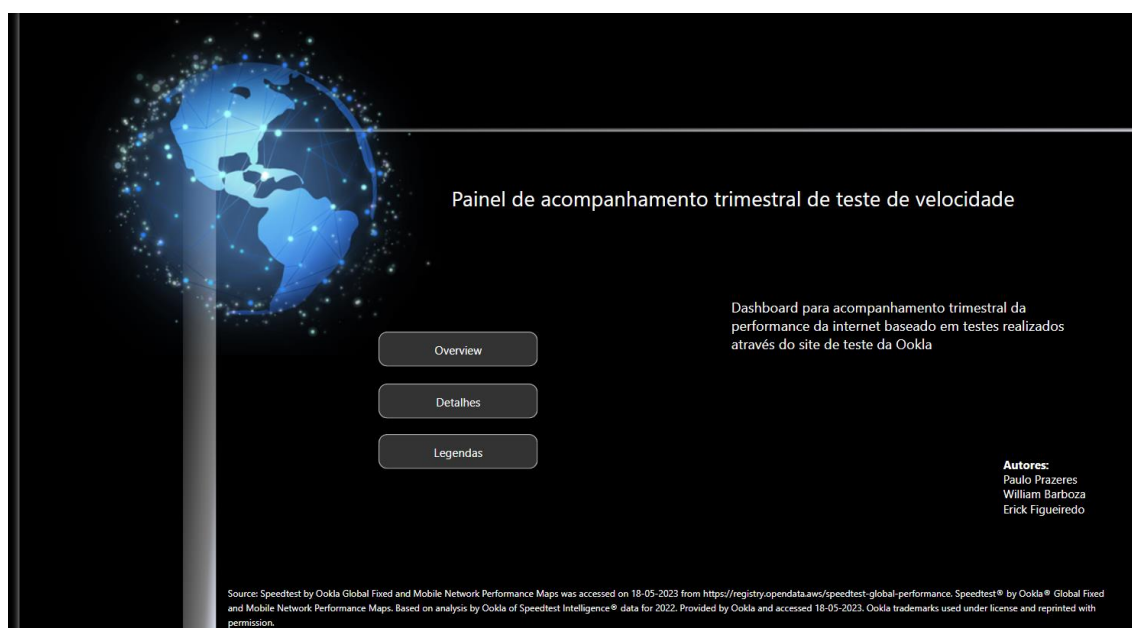 Painel de acompanhamento trimestral de teste de velocidade
Dashboard para acompanhamento trimestral da
performance da internet baseado em testes realizados
através do site de teste da Ookla
Overview
Detalhes
Legendas
Autores:
Paulo Prazeres
William Barboza
Erick Figueiredo
Source: Speedtest by Ookla Global Fixed and Mobile Network Performance Maps was accessed on 18-05-2023 from https://registry.opendata.aws/speedtest-global-performance. Speedtest® by Ookla® Global Fixed
and Mobile Network Performance Maps. Based on analysis by Ookla of Speedtest Intelligence® data for 2022. Provided by Ookla and accessed 18-05-2023. Ookla trademarks used under license and reprinted with
permission.